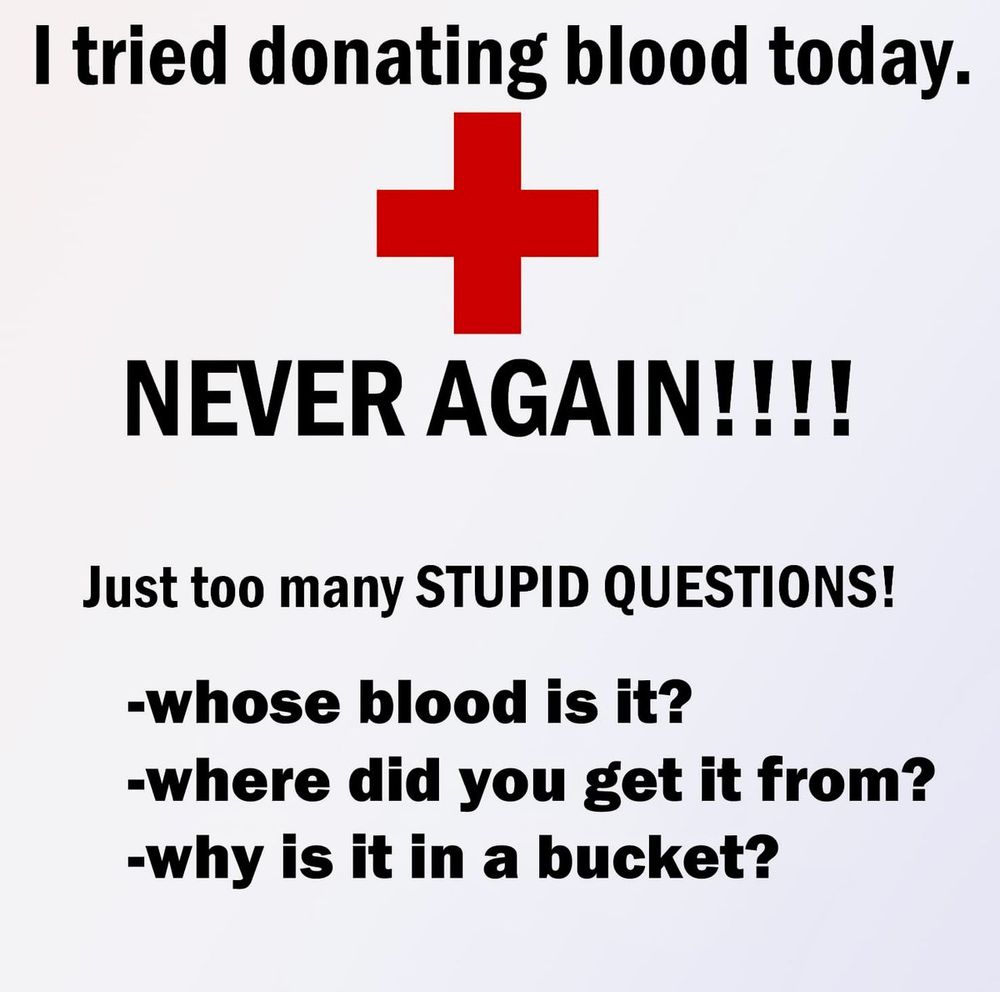 I tried donating blood today.
NEVER AGAIN!!!!
Just too many STUPID QUESTIONS!
-whose blood is it?
-where did you get it from?
-why is it in a bucket?